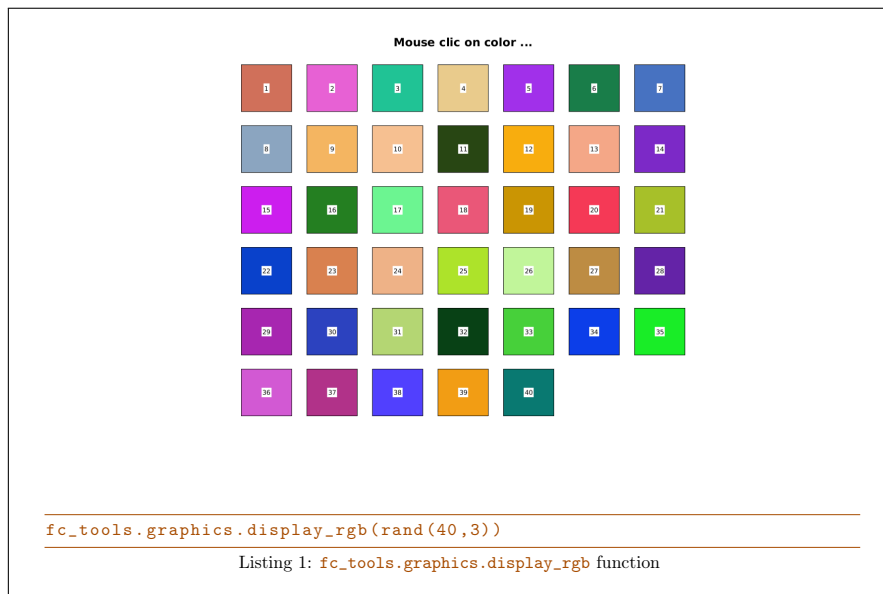 Mouse clic on color ...
1 2 3 4 5 6 7
8 9 10 11 12 13 14
15 16 17 18 19 20 21
22 23 24 25 26 27 28
29 30 31 32 33 34 35
36 37 38 39 40
fc_tools.graphics.display_rgb(rand(40,3))
Listing 1: fc_tools.graphics.display_rgb function